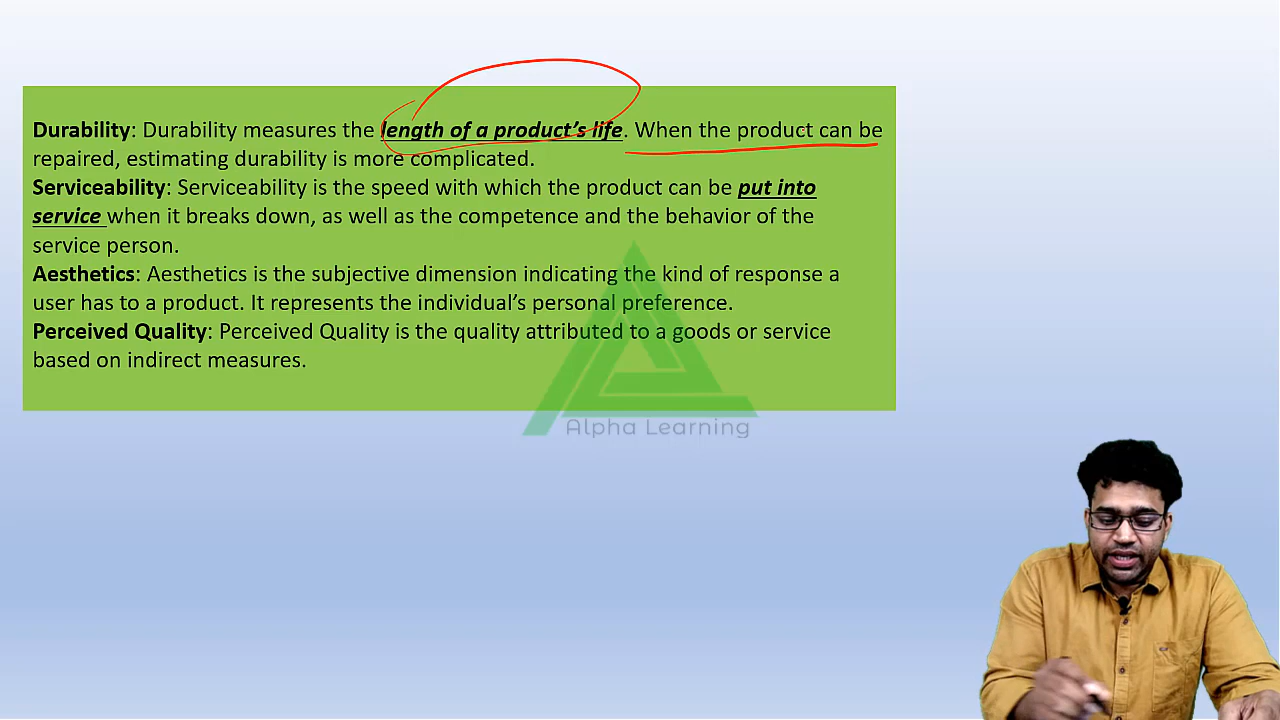 Durability: Durability measures the length of a product’s life. When the product can be
repaired, estimating durability is more complicated.
Serviceability: Serviceability is the speed with which the product can be put into
service when it breaks down, as well as the competence and the behavior of the
service person.
Aesthetics: Aesthetics is the subjective dimension indicating the kind of response a
user has to a product. It represents the individual’s personal preference.
Perceived Quality: Perceived Quality is the quality attributed to a goods or service
based on indirect measures.
Alpha Learning